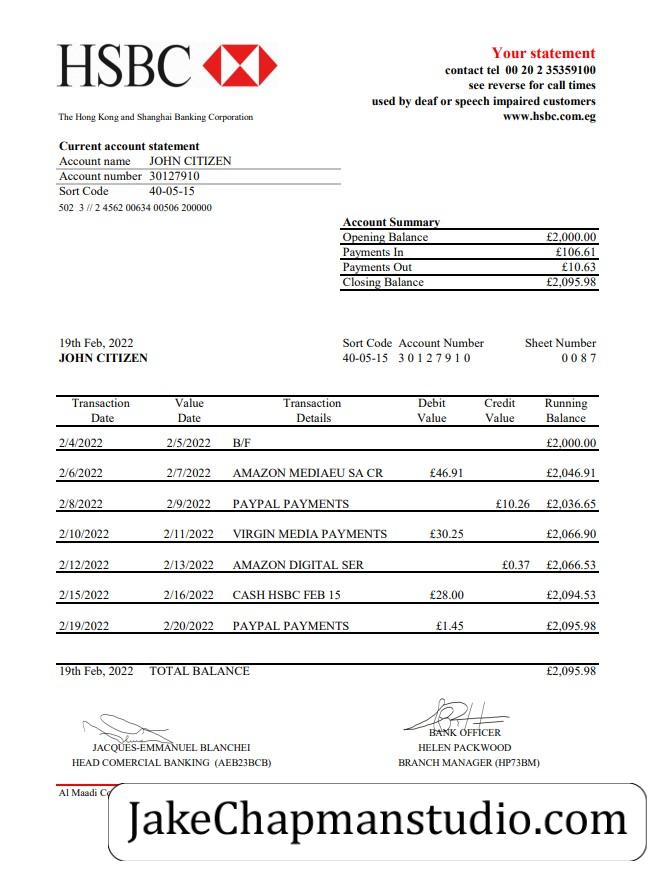 HSBC
Your statement
contact tel 00 20 2 35359100
see reverse for call times
used by deaf or speech impaired customers
www.hsbc.com.eg
The Hong Kong and Shanghai Banking Corporation
Current account statement
Account name JOHN CITIZEN
Account number 30127910
Sort Code 40-05-15
502 3 // 2 4562 00634 00506 200000
Account Summary
Opening Balance £2,000.00
Payments In £106.61
Payments Out £10.63
Closing Balance £2,095.98
19th Feb, 2022 Sort Code Account Number Sheet Number
JOHN CITIZEN 40-05-15 3 0 1 2 7 9 1 0 0 0 8 7
Transaction Value Transaction Debit Credit Running
Date Date Details Value Value Balance
2/4/2022 2/5/2022 B/F £2,000.00
2/6/2022 2/7/2022 AMAZON MEDIAEU SA CR £46.91 £2,046.91
2/8/2022 2/9/2022 PAYPAL PAYMENTS £10.26 £2,036.65
2/10/2022 2/11/2022 VIRGIN MEDIA PAYMENTS £30.25 £2,066.90
2/12/2022 2/13/2022 AMAZON DIGITAL SER £0.37 £2,066.53
2/15/2022 2/16/2022 CASH HSBC FEB 15 £28.00 £2,094.53
2/19/2022 2/20/2022 PAYPAL PAYMENTS £1.45 £2,095.98
19th Feb, 2022 TOTAL BALANCE £2,095.98
BANK OFFICER
JACQUES-EMMANUEL BLANCHEI HELEN PACKWOOD
HEAD COMERCIAL BANKING (AEB23BCB) BRANCH MANAGER (HP73BM)
Al Maadi
JakeChapmanstudio.com